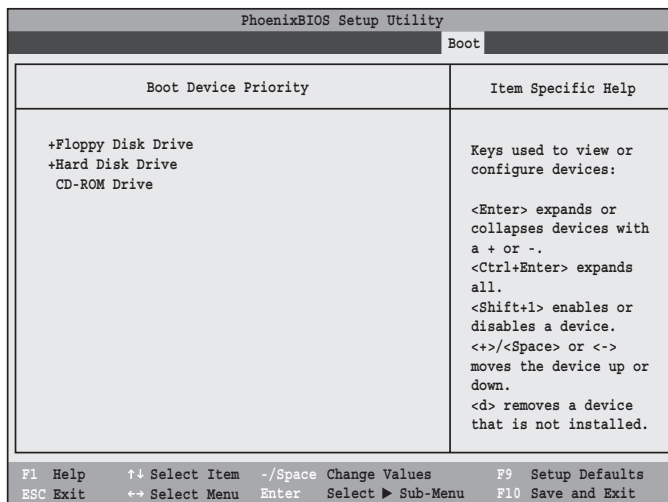 PhoenixBIOS Setup Utility
Boot
Boot Device Priority
Item Specific Help
+Floppy Disk Drive
+Hard Disk Drive
CD-ROM Drive
Keys used to view or
configure devices:
<Enter> expands or
collapses devices with
a + or -.
<Ctrl+Enter> expands
all.
<Shift+1> enables or
disables a device.
<+>/<Space> or <->
moves the device up or
down.
<d> removes a device
that is not installed.
F1 Help ↑↓ Select Item -/Space Change Values F9 Setup Defaults
ESC Exit ←→ Select Menu Enter Select ▶ Sub-Menu F10 Save and Exit